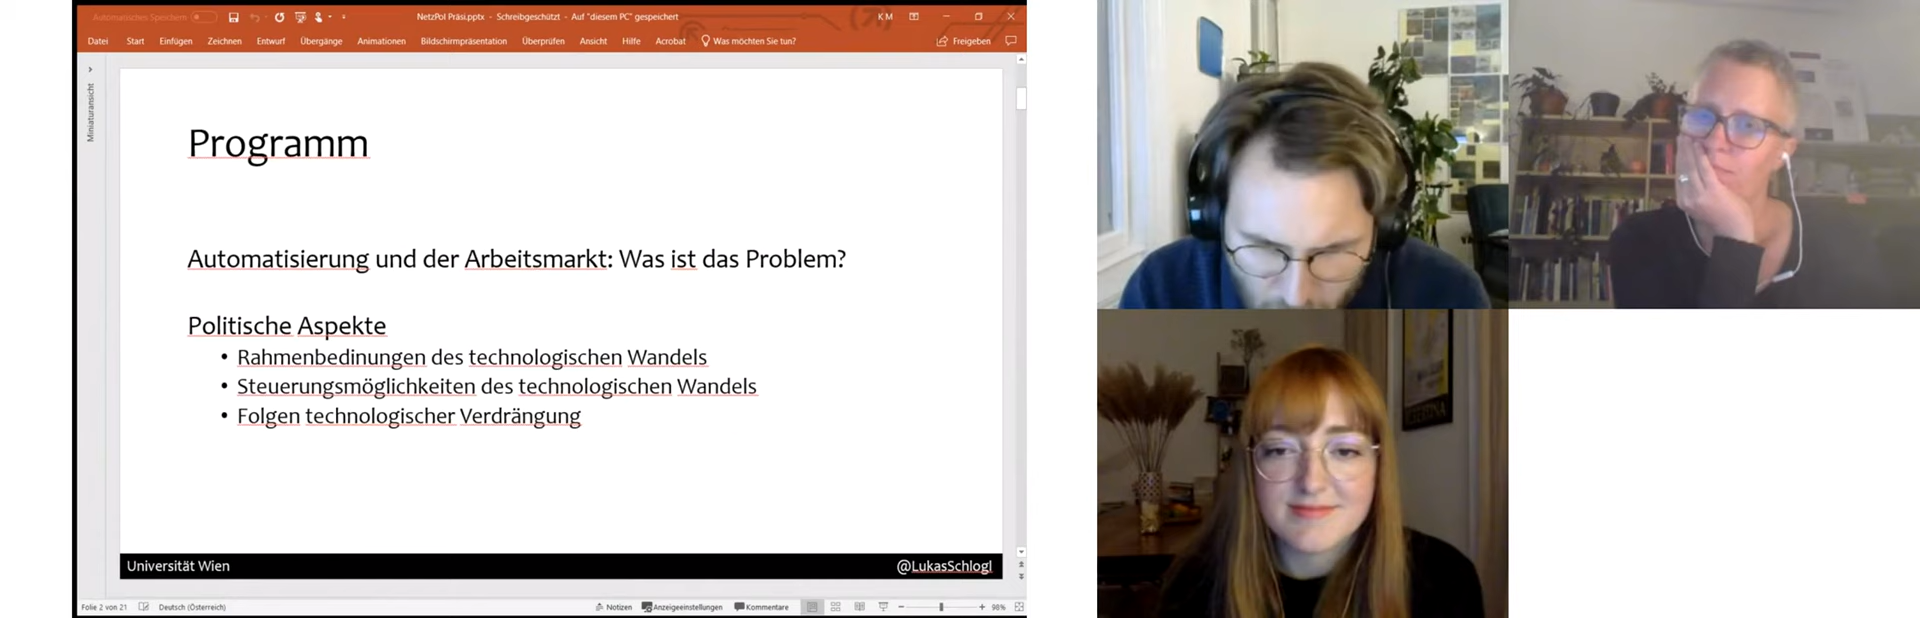 Automatisches Speichern
NetzPol Präsi.pptx - Schreibgeschützt - Auf "diesem PC" gespeichert
K M
Datei Start Einfügen Zeichnen Entwurf Übergänge Animationen Bildschirmpräsentation Überprüfen Ansicht Hilfe Acrobat Was möchten Sie tun? Freigeben
Miniaturansicht
Programm
Automatisierung und der Arbeitsmarkt: Was ist das Problem?
Politische Aspekte
• Rahmenbedinungen des technologischen Wandels
• Steuerungsmöglichkeiten des technologischen Wandels
• Folgen technologischer Verdrängung
Universität Wien @LukasSchlogl
Folie 2 von 21 Deutsch (Österreich) Notizen Anzeigeeinstellungen Kommentare 98%